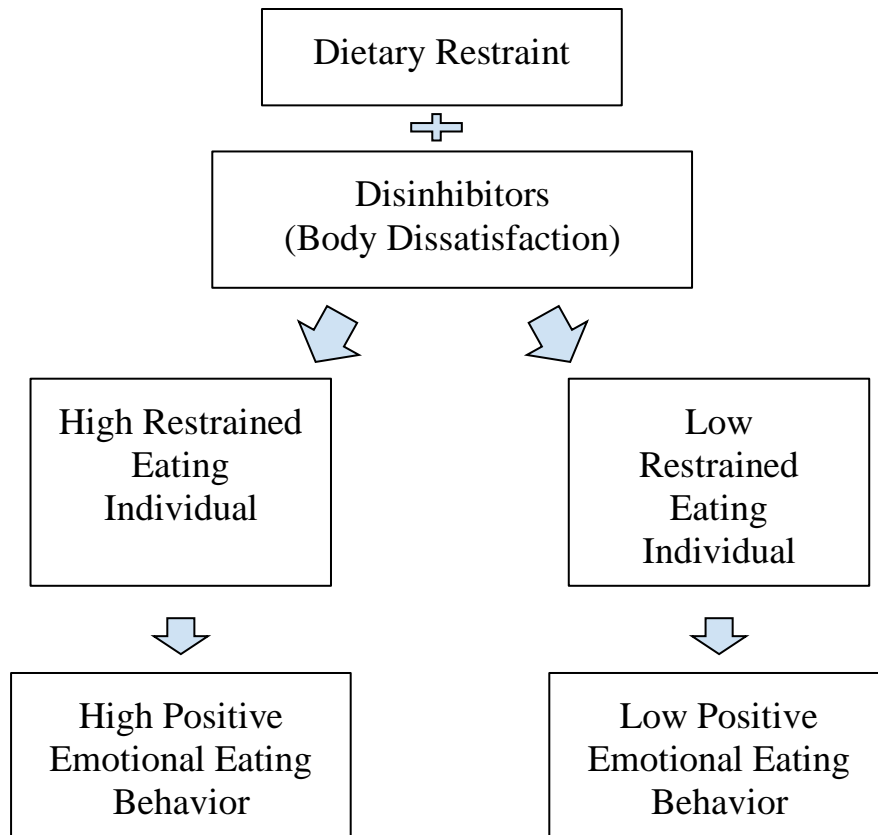 Dietary Restraint
Disinhibitors
(Body Dissatisfaction)
High Restrained
Eating
Individual
Low
Restrained
Eating
Individual
High Positive
Emotional Eating
Behavior
Low Positive
Emotional Eating
Behavior